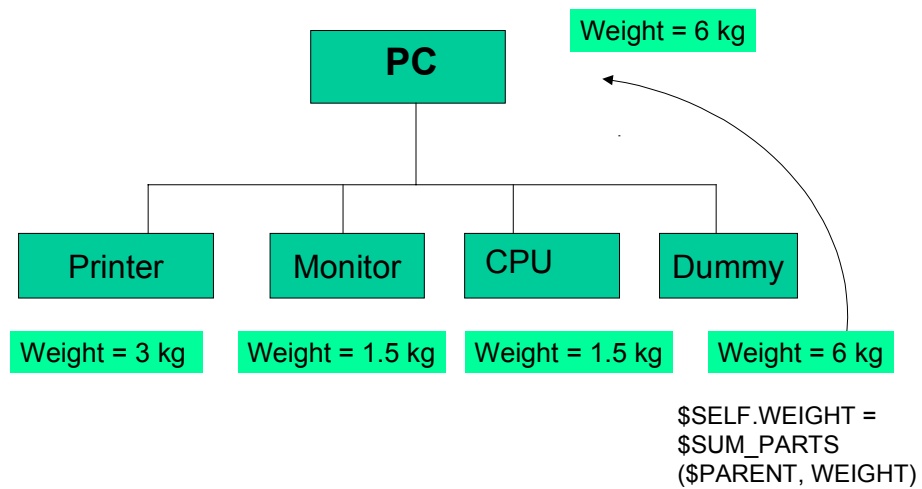 Weight = 6 kg
PC
Printer
Monitor
CPU
Dummy
Weight = 3 kg
Weight = 1.5 kg
Weight = 1.5 kg
Weight = 6 kg
$SELF.WEIGHT =
$SUM_PARTS
($PARENT, WEIGHT)